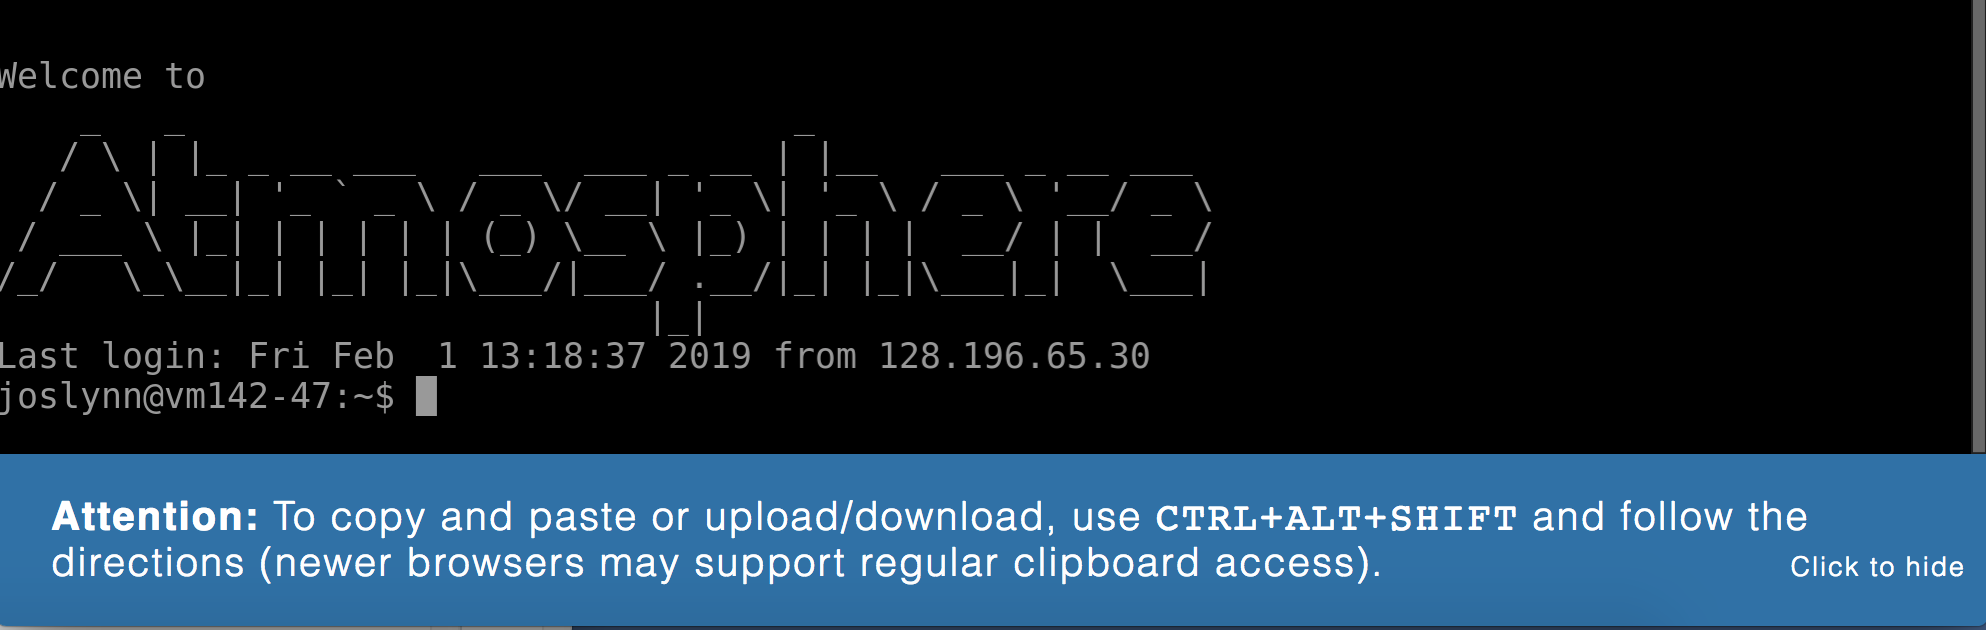 Welcome to
Atmosphere
Last login: Fri Feb  1 13:18:37 2019 from 128.196.65.30
joslynn@vm142-47:~$
Attention: To copy and paste or upload/download, use CTRL+ALT+SHIFT and follow the
directions (newer browsers may support regular clipboard access).
Click to hide